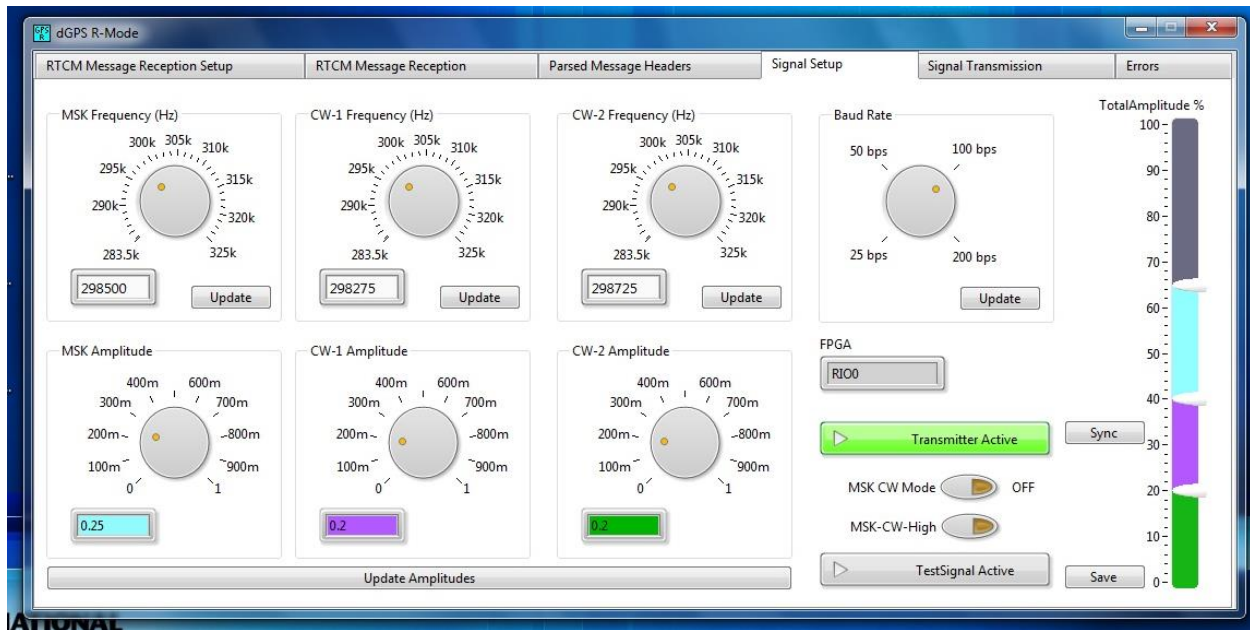 GPS
R
dGPS R-Mode
RTCM Message Reception Setup
RTCM Message Reception
Parsed Message Headers
Signal Setup
Signal Transmission
Errors
MSK Frequency (Hz)
283.5k
290k
295k
300k
305k
310k
315k
320k
325k
298500
Update
CW-1 Frequency (Hz)
283.5k
290k
295k
300k
305k
310k
315k
320k
325k
298275
Update
CW-2 Frequency (Hz)
283.5k
290k
295k
300k
305k
310k
315k
320k
325k
298725
Update
Baud Rate
25 bps
50 bps
100 bps
200 bps
Update
MSK Amplitude
0
100m
200m
300m
400m
600m
700m
800m
900m
1
0.25
CW-1 Amplitude
0
100m
200m
300m
400m
600m
700m
800m
900m
1
0.2
CW-2 Amplitude
0
100m
200m
300m
400m
600m
700m
800m
900m
1
0.2
Update Amplitudes
FPGA
RIO0
Transmitter Active
MSK CW Mode OFF
MSK-CW-High
TestSignal Active
Sync
Save
TotalAmplitude %
100
90
80
70
60
50
40
30
20
10
0
NATIONAL